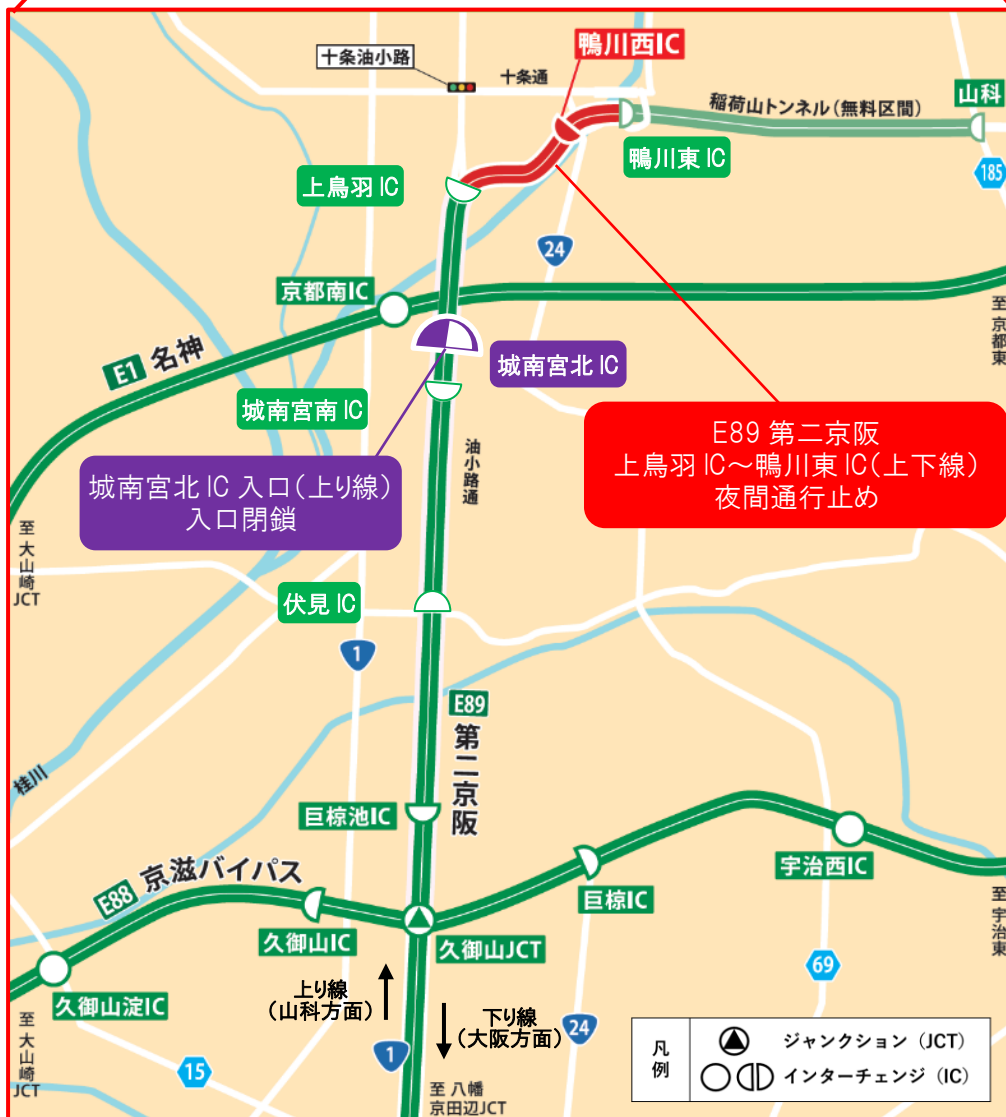 十条油小路
鴨川西IC
十条通
稲荷山トンネル(無料区間)
山科
鴨川東 IC
185
上鳥羽 IC
24
京都南IC
至
京
都
東
E1 名神
城南宮北 IC
城南宮南 IC
E89 第二京阪
上鳥羽 IC～鴨川東 IC(上下線)
夜間通行止め
城南宮北 IC 入口(上り線)
入口閉鎖
油
小
路
通
至
大
山
崎
JCT
伏見 IC
1
E89
第
二
京
阪
桂川
巨椋池IC
宇治西IC
E88 京滋バイパス
巨椋IC
至
宇
治
東
久御山IC
久御山JCT
69
久御山淀IC
上り線
(山科方面)
下り線
(大阪方面)
24
至
大
山
崎
JCT
15
1
至 八幡
京田辺JCT
凡
例
ジャンクション (JCT)
インターチェンジ (IC)